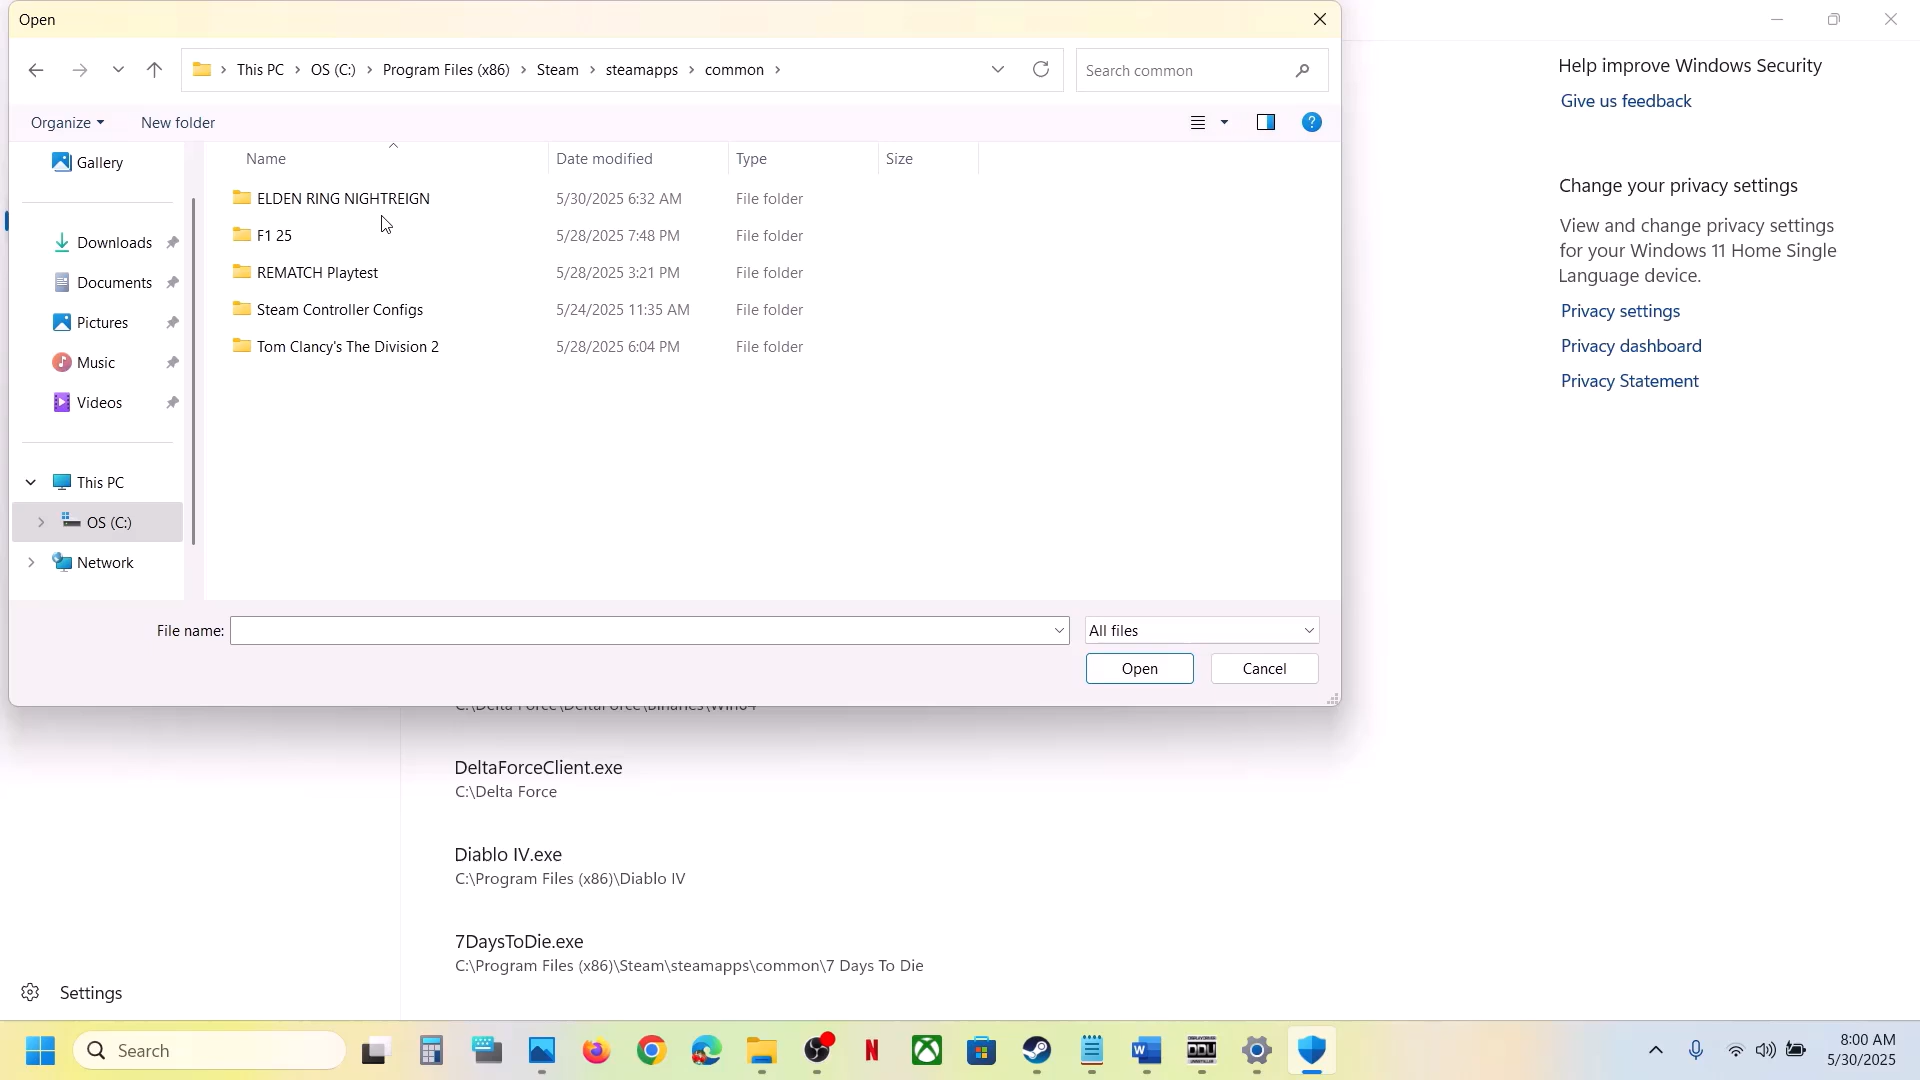 Open
This PC > OS (C:) > Program Files (x86) > Steam > steamapps > common >
Search common
Organize
New folder
Gallery
Downloads
Documents
Pictures
Music
Videos
This PC
OS (C:)
Network
Name Date modified Type Size
ELDEN RING NIGHTREIGN 5/30/2025 6:32 AM File folder
F1 25 5/28/2025 7:48 PM File folder
REMATCH Playtest 5/28/2025 3:21 PM File folder
Steam Controller Configs 5/24/2025 11:35 AM File folder
Tom Clancy's The Division 2 5/28/2025 6:04 PM File folder
File name:
All files
Open
Cancel
Help improve Windows Security
Give us feedback
Change your privacy settings
View and change privacy settings
for your Windows 11 Home Single
Language device.
Privacy settings
Privacy dashboard
Privacy Statement
C:\Delta Force\DeltaForce\Binaries\Win64
DeltaForceClient.exe
C:\Delta Force
Diablo IV.exe
C:\Program Files (x86)\Diablo IV
7DaysToDie.exe
C:\Program Files (x86)\Steam\steamapps\common\7 Days To Die
Settings
Search
DDU
8:00 AM
5/30/2025